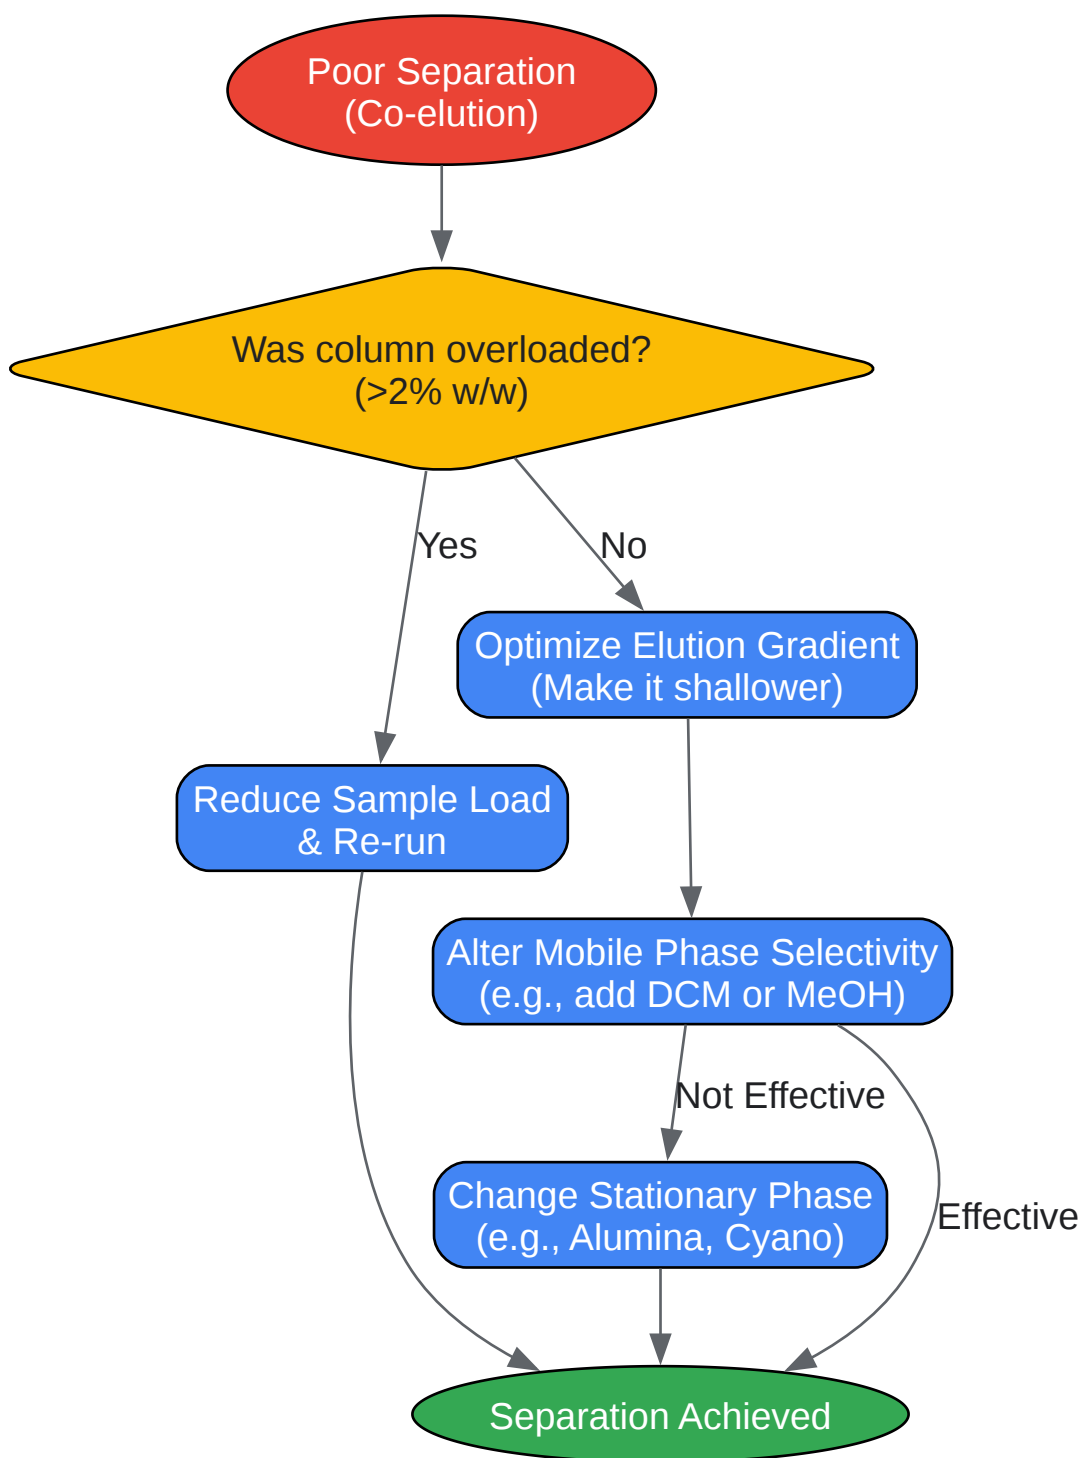 Poor Separation
(Co-elution)
Was column overloaded?
(>2% w/w)
Yes
No
Optimize Elution Gradient
(Make it shallower)
Reduce Sample Load
& Re-run
Alter Mobile Phase Selectivity
(e.g., add DCM or MeOH)
Not Effective
Change Stationary Phase
(e.g., Alumina, Cyano)
Effective
Separation Achieved